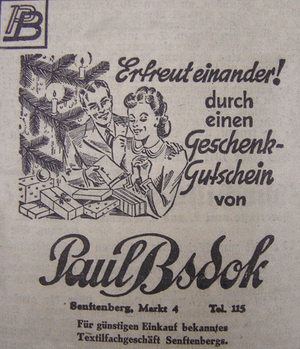 PB
Erfreut einander!
durch
einen
Geschenk-
Gutschein
von
Paul Bsdok
Senftenberg, Markt 4 Tel. 115
Für günstigen Einkauf bekanntes
Textilfachgeschäft Senftenbergs.